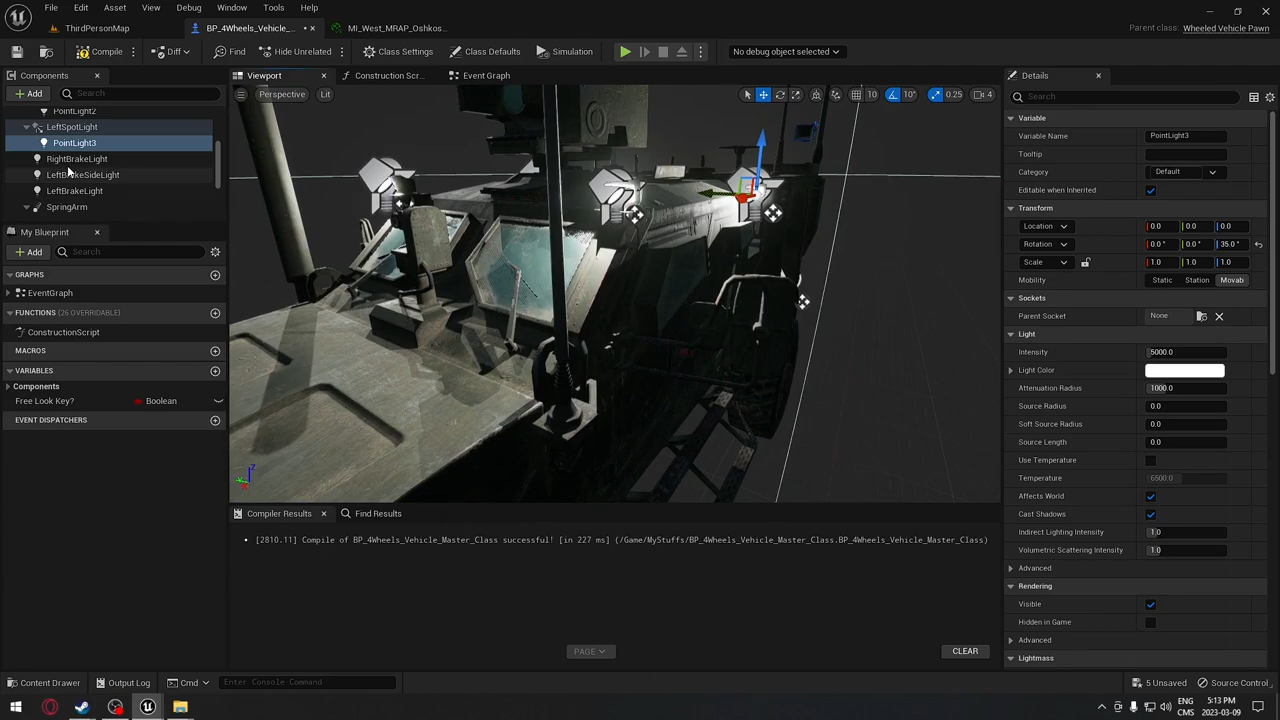 File Edit Asset View Debug Window Tools Help
ThirdPersonMap
BP_4Wheels_Vehicle_... •
MI_West_MRAP_Oshkos...
Parent class: Wheeled Vehicle Pawn
Compile
Diff
Find
Hide Unrelated
Class Settings
Class Defaults
Simulation
No debug object selected
Components
Viewport
Construction Scr...
Event Graph
Details
Add
Search
Perspective
Lit
10
10°
0.25
4
Search
PointLight2
LeftSpotLight
PointLight3
RightBrakeLight
LeftBrakeSideLight
LeftBrakeLight
SpringArm
My Blueprint
Add
Search
GRAPHS
EventGraph
FUNCTIONS (26 OVERRIDABLE)
ConstructionScript
MACROS
VARIABLES
Components
Free Look Key? Boolean
EVENT DISPATCHERS
Z
Compiler Results
Find Results
[2810.11] Compile of BP_4Wheels_Vehicle_Master_Class successful! [in 227 ms] (/Game/MyStuffs/BP_4Wheels_Vehicle_Master_Class.BP_4Wheels_Vehicle_Master_Class)
PAGE
CLEAR
Variable
Variable Name PointLight3
Tooltip
Category Default
Editable when Inherited
Transform
Location 0.0 0.0 0.0
Rotation 0.0° 0.0° 35.0°
Scale 1.0 1.0 1.0
Mobility Static Station Movab
Sockets
Parent Socket None
Light
Intensity 5000.0
Light Color
Attenuation Radius 1000.0
Source Radius 0.0
Soft Source Radius 0.0
Source Length 0.0
Use Temperature
Temperature 6500.0
Affects World
Cast Shadows
Indirect Lighting Intensity 1.0
Volumetric Scattering Intensity 1.0
Advanced
Rendering
Visible
Hidden in Game
Advanced
Lightmass
Content Drawer
Output Log
Cmd
Enter Console Command
5 Unsaved
Source Control
ENG
CMS
5:13 PM
2023-03-09